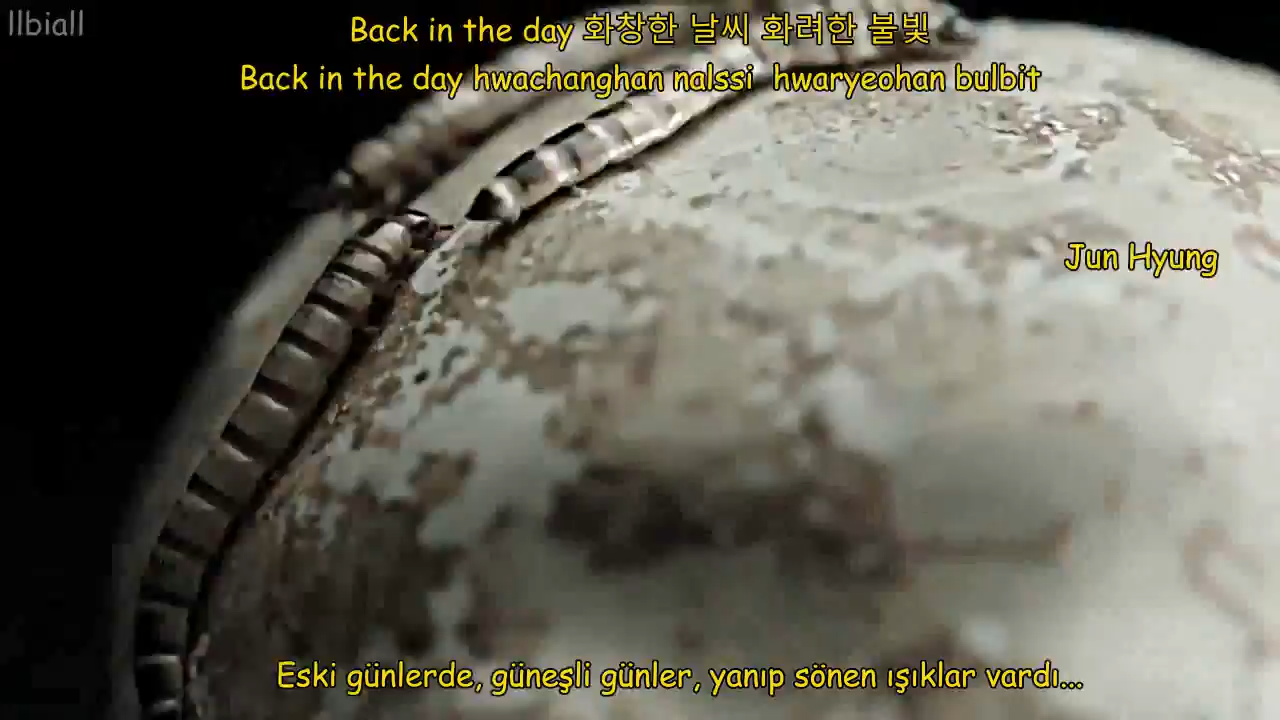 llbiall
Back in the day 화창한 날씨 화려한 불빛
Back in the day hwachanghan nalssi hwaryeohan bulbit
Jun Hyung
Eski günlerde, güneşli günler, yanıp sönen ışıklar vardı...